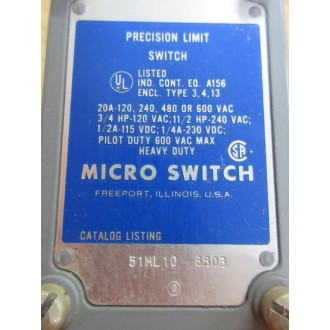 PRECISION LIMIT
SWITCH
UL
LISTED
IND. CONT. EQ. A156
ENCL. TYPE 3,4,13
20A-120, 240, 480 OR 600 VAC
3/4 HP-120 VAC; 11/2 HP-240 VAC;
1/2A-115 VDC; 1/4A-230 VDC;
PILOT DUTY 600 VAC MAX
HEAVY DUTY
SA
MICRO SWITCH
FREEPORT, ILLINOIS, U.S.A.
CATALOG LISTING
51ML10